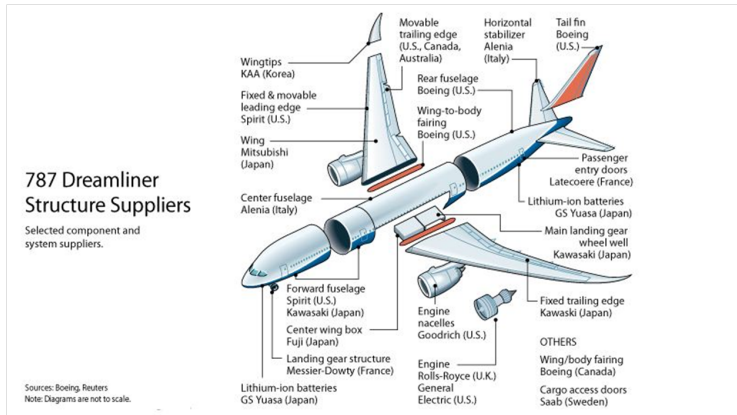 Movable
trailing edge
(U.S., Canada,
Australia)
Horizontal
stabilizer
Alenia
(Italy)
Tail fin
Boeing
(U.S.)
Wingtips
KAA (Korea)
Rear fuselage
Boeing (U.S.)
Fixed & movable
leading edge
Spirit (U.S.)
Wing-to-body
fairing
Boeing (U.S.)
Wing
Mitsubishi
(Japan)
787 Dreamliner
Structure Suppliers
Selected component and
system suppliers.
Passenger
entry doors
Latecoere (France)
Center fuselage
Alenia (Italy)
Lithium-ion batteries
GS Yuasa (Japan)
Main landing gear
wheel well
Kawasaki (Japan)
Forward fuselage
Spirit (U.S.)
Kawasaki (Japan)
Fixed trailing edge
Kawaski (Japan)
Engine
nacelles
Goodrich (U.S.)
Center wing box
Fuji (Japan)
Landing gear structure
Messier-Dowty (France)
Lithium-ion batteries
GS Yuasa (Japan)
Engine
Rolls-Royce (U.K.)
General
Electric (U.S.)
OTHERS
Wing/body fairing
Boeing (Canada)
Cargo access doors
Saab (Sweden)
Sources: Boeing, Reuters
Note: Diagrams are not to scale.